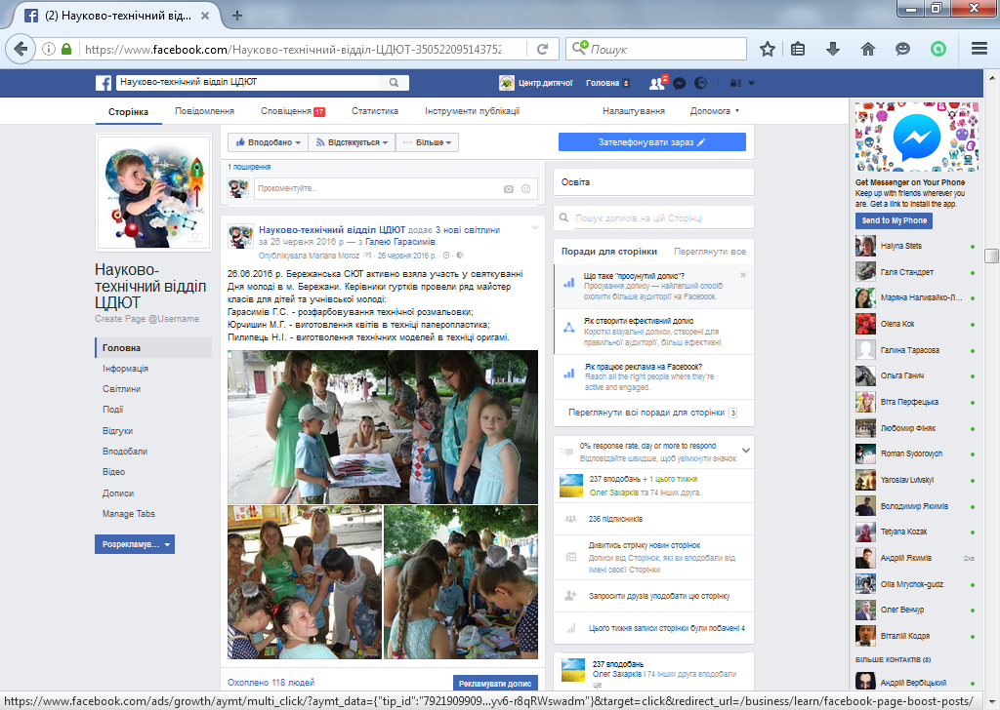 (2) Науково-технічний від...
https://www.facebook.com/Науково-технічний-відділ-ЦДЮТ-35052209514375
Пошук
Науково-технічний відділ ЦДЮТ
Центр.дитячої
Головна 8
2
Сторінка
Повідомлення
Сповіщення 17
Статистика
Інструменти публікації
Налаштування
Допомога
Науково-
технічний відділ
ЦДЮТ
Create Page @Username
Головна
Інформація
Світлини
Події
Відгуки
Вподобали
Відео
Дописи
Manage Tabs
Розрекламув...
Вподобано
Відстежується
Більше
1 поширення
Прокоментуйте...
Науково-технічний відділ ЦДЮТ додає 3 нові світлини
за 26 червня 2016 р — з Галею Гарасимів.
Опублікувала Mariana Moroz [?] · 26 червня 2016 р. ·
26.06.2016 р. Бережанська СЮТ активно взяла участь у святкуванні
Дня молоді в м. Бережани. Керівники гуртків провели ряд майстер
класів для дітей та учнівської молоді:
Гарасимів Г.С. - розфарбовування технічної розмальовки;
Юрчишин М.Г. - виготовлення квітів в техніці паперопластика;
Пилипець Н.І. - виготволення технічних моделей в техніці оригамі.
Охоплено 118 людей
Рекламувати допис
Зателефонувати зараз
Освіта
Пошук дописів на цій Сторінці
Поради для сторінки
Переглянути все
Що таке "просунутий допис"?
Просування допису — найлегший спосіб
охопити більше аудиторії на Facebook.
Як створити ефективний допис
Короткі візуальні дописи, створені для
правильної аудиторії, більш ефективні.
Як працює реклама на Facebook?
Reach all the right people where they're
active and engaged.
Переглянути всі поради для сторінки 3
0% response rate, day or more to respond
Відповідайте швидше, щоб увімкнути значок
237 вподобань + 1 цього тижня
Олег Захарків та 74 інших друга.
236 підписників
Дивитись стрічку новин сторінок
Дописи від Сторінок, які ви вподобали від
імені своєї Сторінки
Запросити друзів уподобати цю сторінку
Цього тижня записи сторінки були побачені 4
237 вподобань
Олег Захарків і 74 інших друга вподобали
це
Get Messenger on Your Phone
Keep up with friends wherever you
are. Get a link to install the app.
Send to My Phone
Halyna Stets
Галя Стандрет
Маряна Наливайко-Л...
Olena Kok
Галина Тарасова
Ольга Ганич
Віта Перфецька
Любомир Фіняк
Roman Sydorovych
Yaroslav Lvivskyi
Володимир Якимів
Tetyana Kozak
Андрій Якимів 2хв
Olia Mrychok-gudz
Олег Венчур
Віталій Кодря
БІЛЬШЕ КОНТАКТІВ (8)
Андрій Вербіцький
https://www.facebook.com/ads/growth/aymt/multi_click/?aymt_data={"tip_id":"7921909909...yv6-r8qRWswadm"}&target=click&redirect_url=/business/learn/facebook-page-boost-posts/